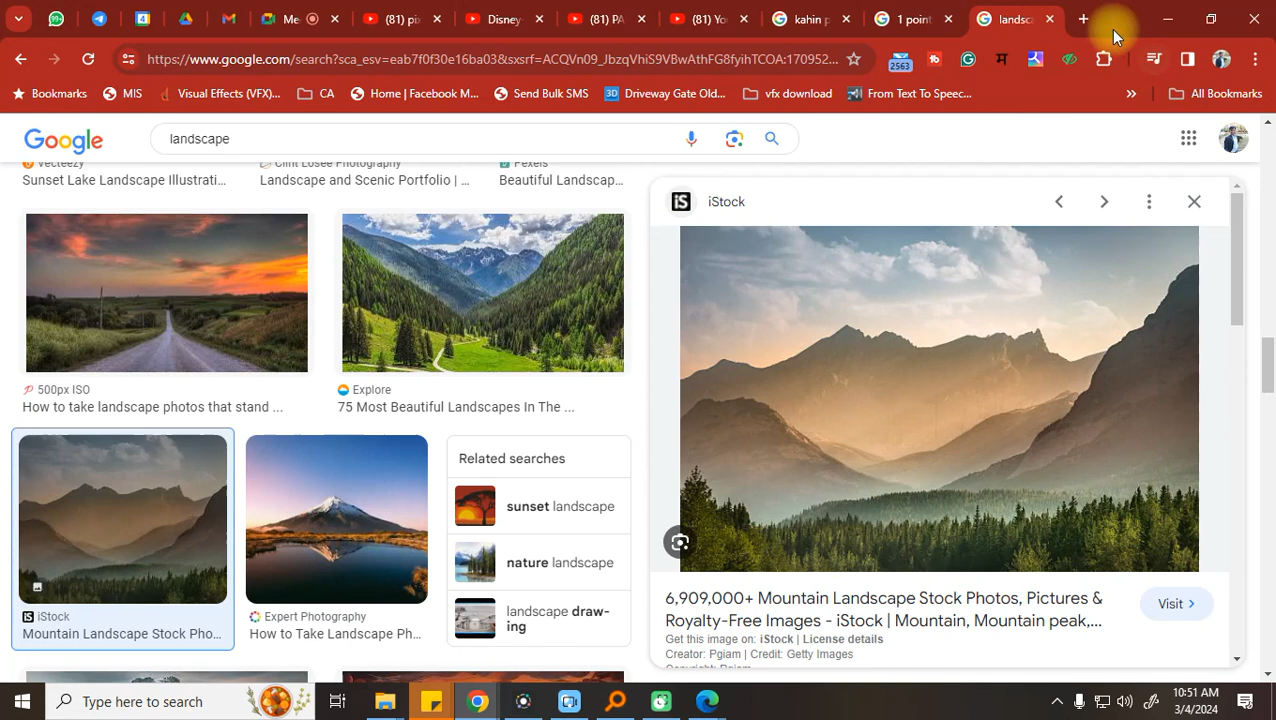 Me
(81) pix
Disney-
(81) PA
(81) Yo
kahin p
1 point
landsc
https://www.google.com/search?sca_esv=eab7f0f30e16ba03&sxsrf=ACQVn09_JbzqVhiS9VBwAthFG8fyihTCOA:170952...
2563
Bookmarks
MIS
Visual Effects (VFX)...
CA
Home | Facebook M...
Send Bulk SMS
Driveway Gate Old...
vfx download
From Text To Speec...
»
All Bookmarks
Google
landscape
Vecteezy
Clint Losee Photography
Pexels
Sunset Lake Landscape Illustrati...
Landscape and Scenic Portfolio | ...
Beautiful Landscap...
iS iStock
500px ISO
Explore
How to take landscape photos that stand ...
75 Most Beautiful Landscapes In The ...
Related searches
sunset landscape
nature landscape
landscape draw-
ing
iStock
Mountain Landscape Stock Pho...
Expert Photography
How to Take Landscape Ph...
6,909,000+ Mountain Landscape Stock Photos, Pictures &
Royalty-Free Images - iStock | Mountain, Mountain peak,...
Visit
Get this image on: iStock | License details
Creator: Pgiam | Credit: Getty Images
Copyright: Pgiam
Type here to search
10:51 AM
3/4/2024